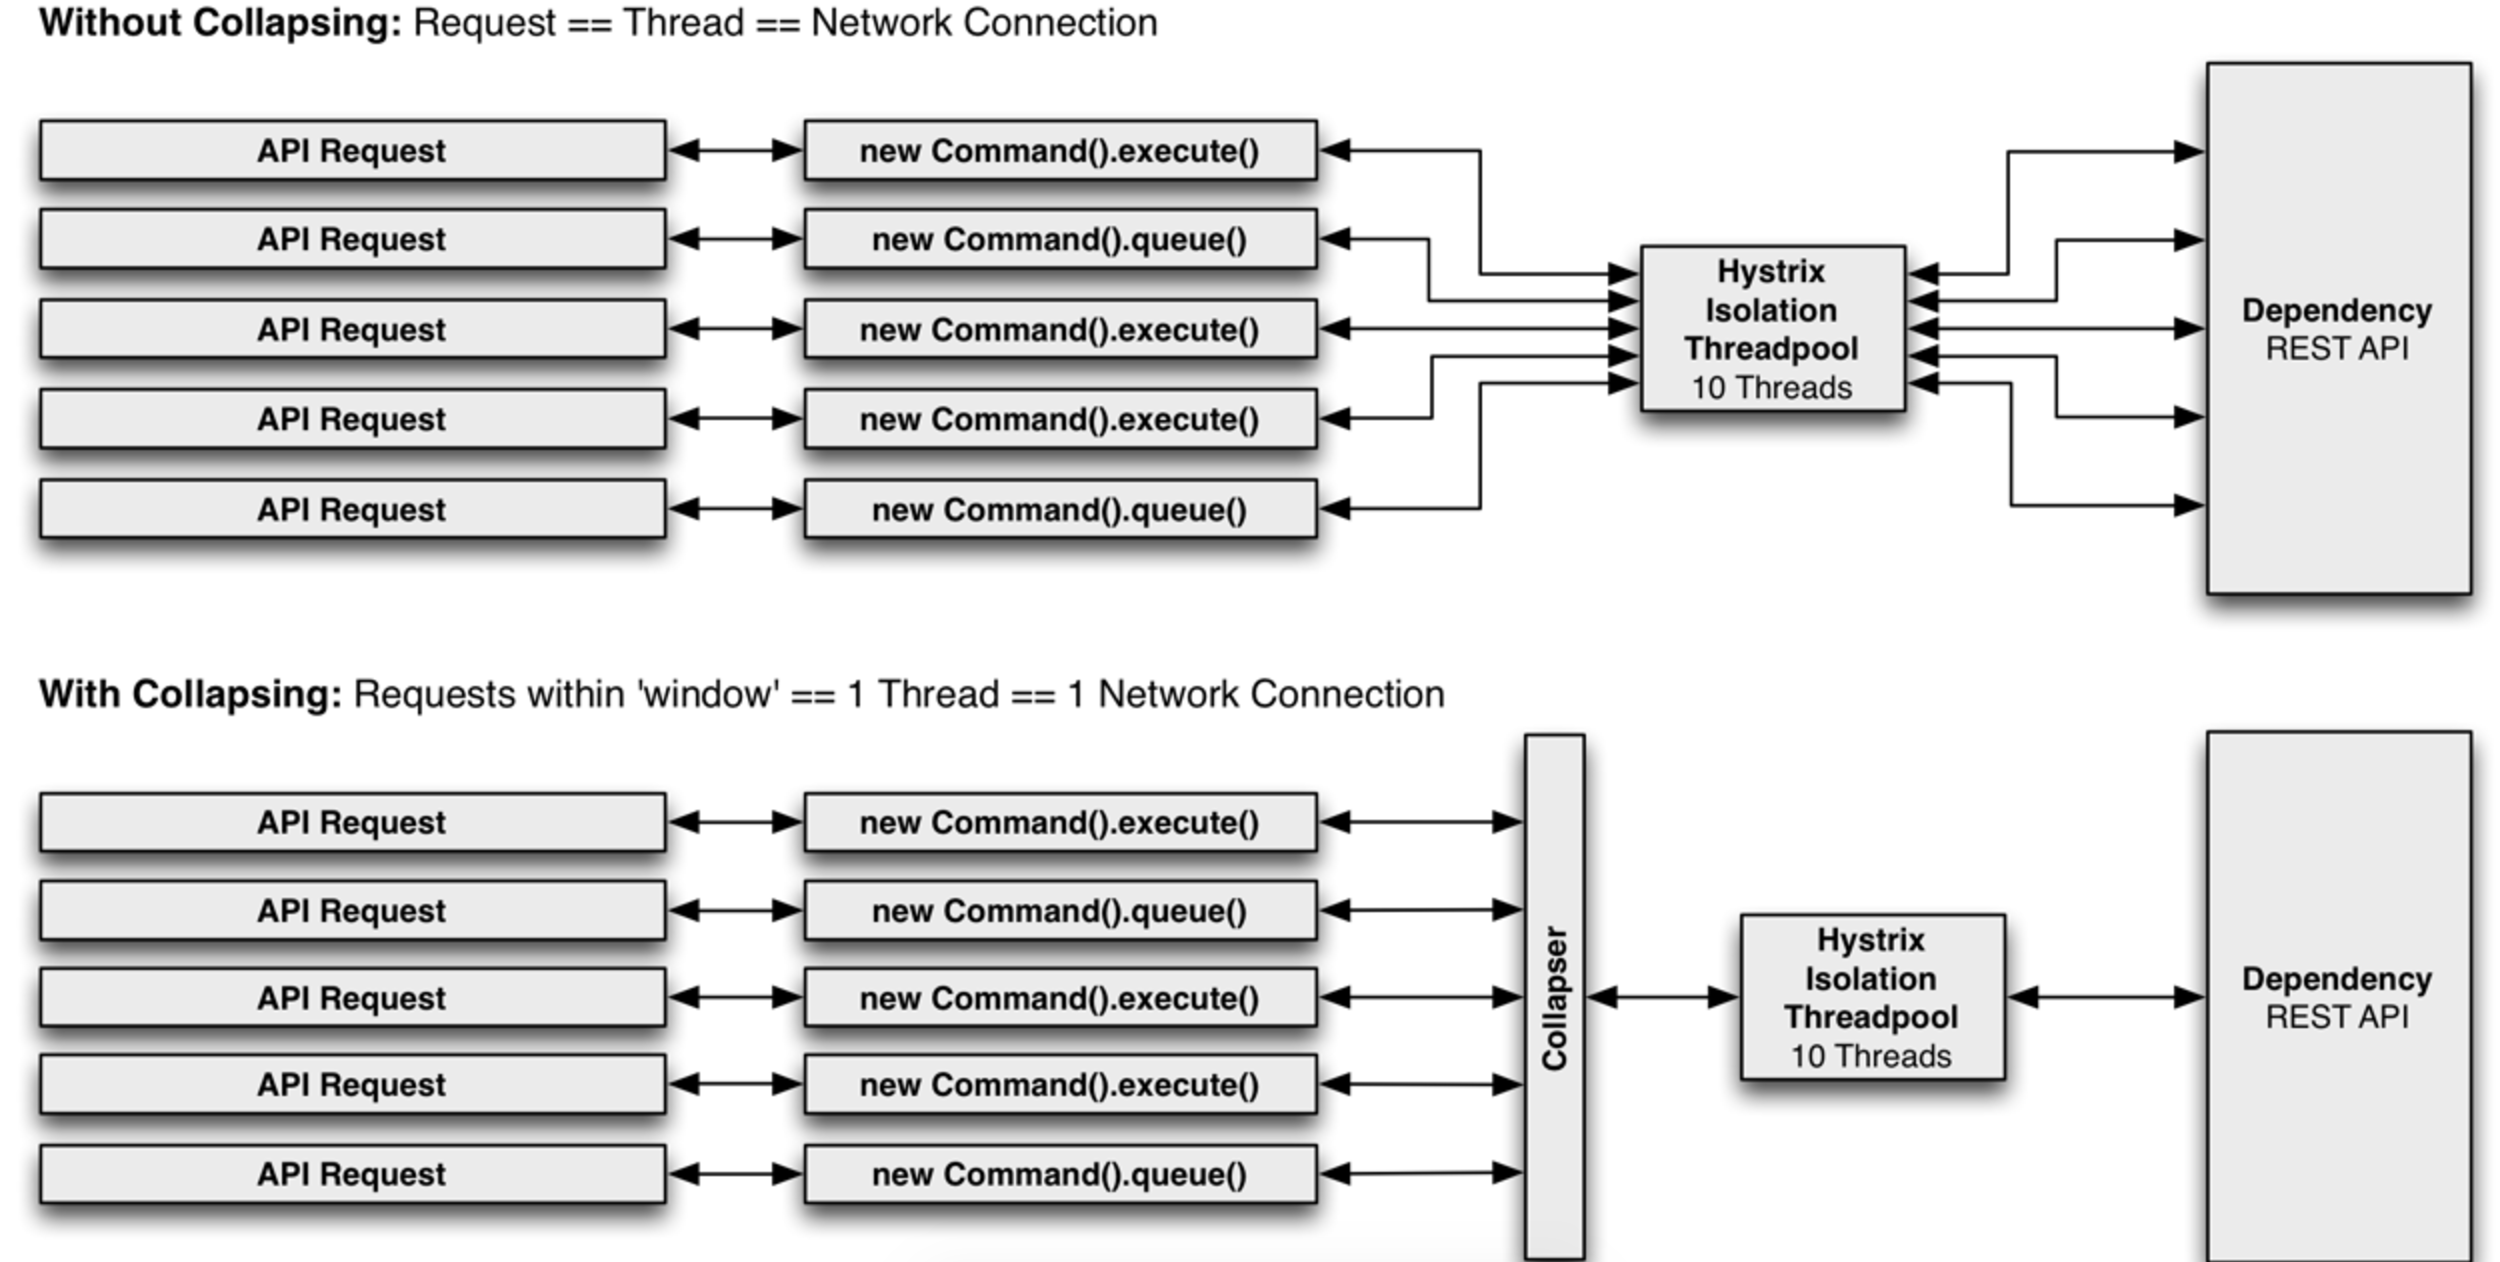 Without Collapsing: Request == Thread == Network Connection
API Request
new Command().execute()
API Request
new Command().queue()
API Request
new Command().execute()
API Request
new Command().execute()
API Request
new Command().queue()
Hystrix
Isolation
Threadpool
10 Threads
Dependency
REST API
With Collapsing: Requests within 'window' == 1 Thread == 1 Network Connection
API Request
new Command().execute()
API Request
new Command().queue()
API Request
new Command().execute()
API Request
new Command().execute()
API Request
new Command().queue()
Collapser
Hystrix
Isolation
Threadpool
10 Threads
Dependency
REST API